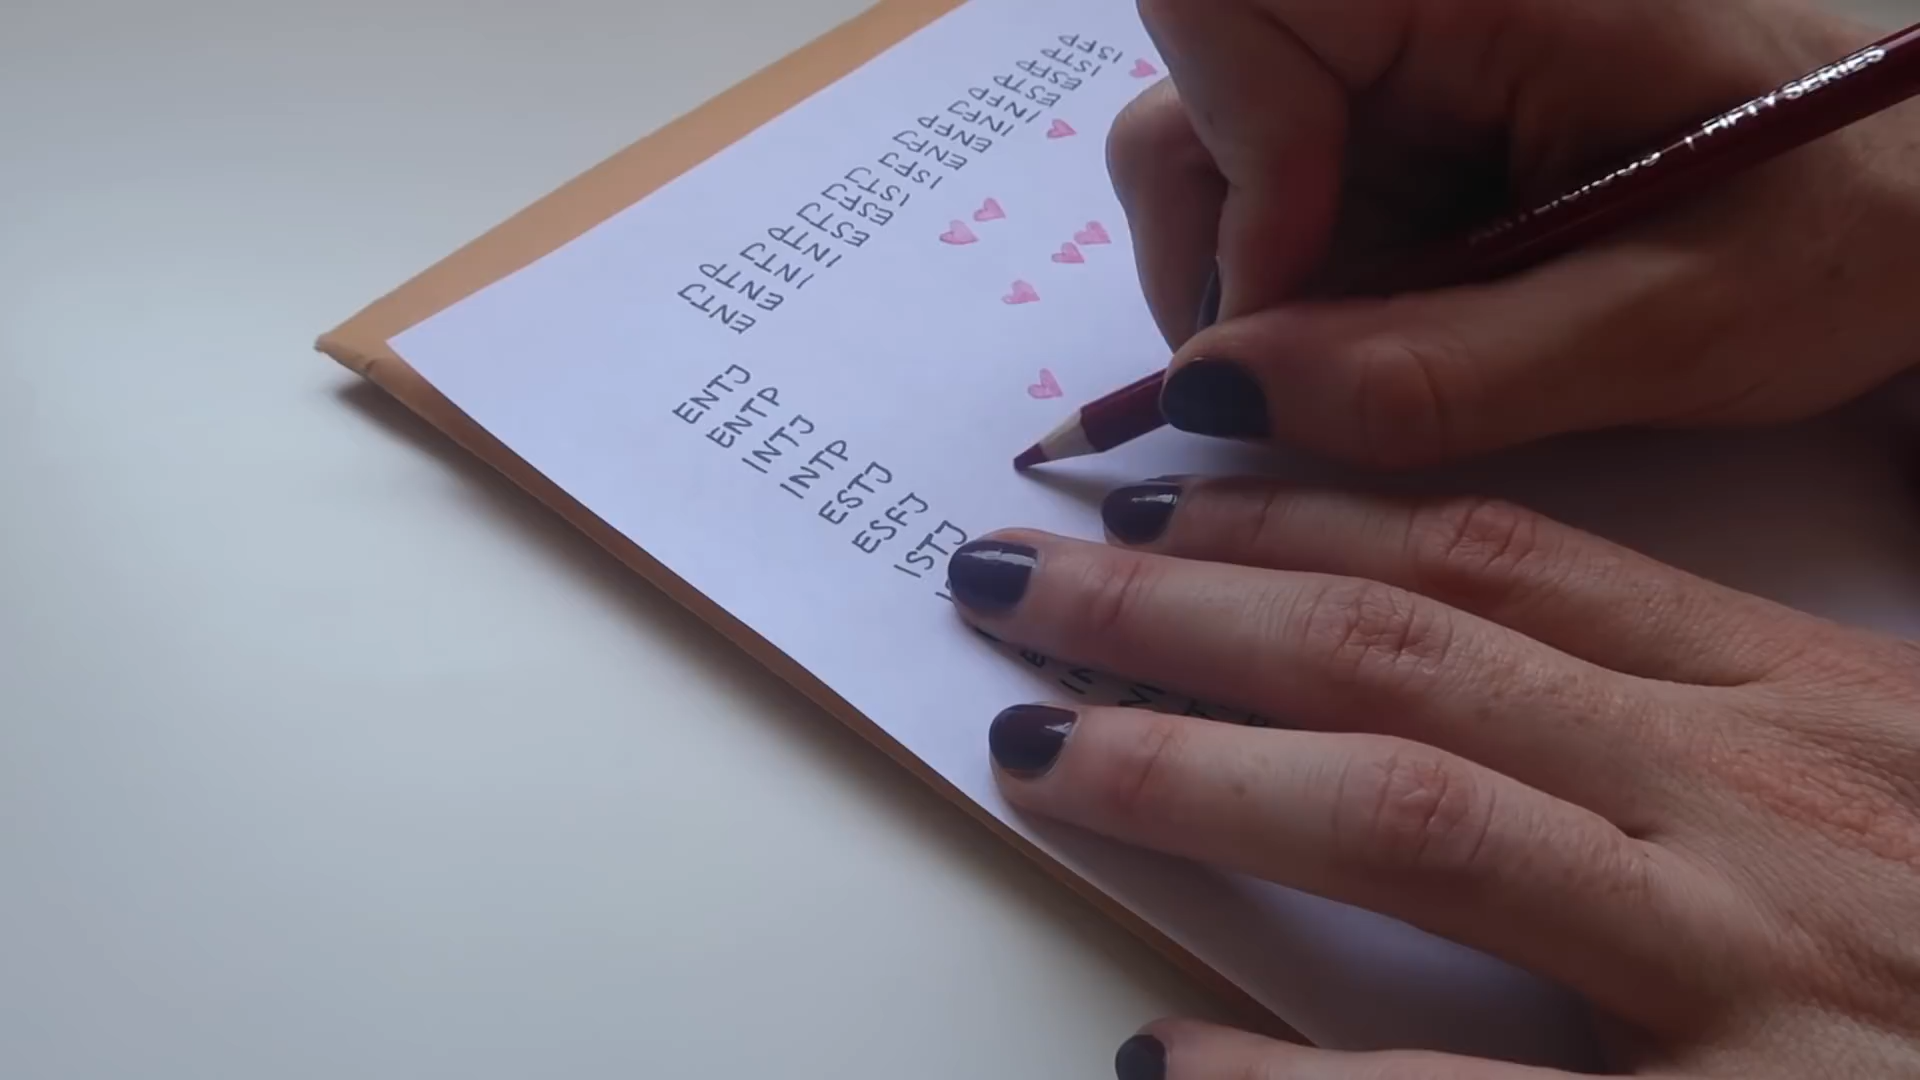 ENTJ
ENTP
INTJ
INTP
ESTJ
ESFJ
ISTJ
ISFJ
ENFJ
ENFP
INFJ
INFP
ESTP
ESFP
ISTP
ISFP
ENTJ
ENTP
INTJ
INTP
ESTJ
ESFJ
ISTJ
FIFTY SERIES